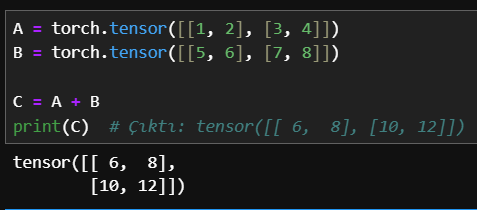 A = torch.tensor([[1, 2], [3, 4]])
B = torch.tensor([[5, 6], [7, 8]])
C = A + B
print(C)  # Çıktı: tensor([[ 6,  8], [10, 12]])
tensor([[ 6,  8],
        [10, 12]])